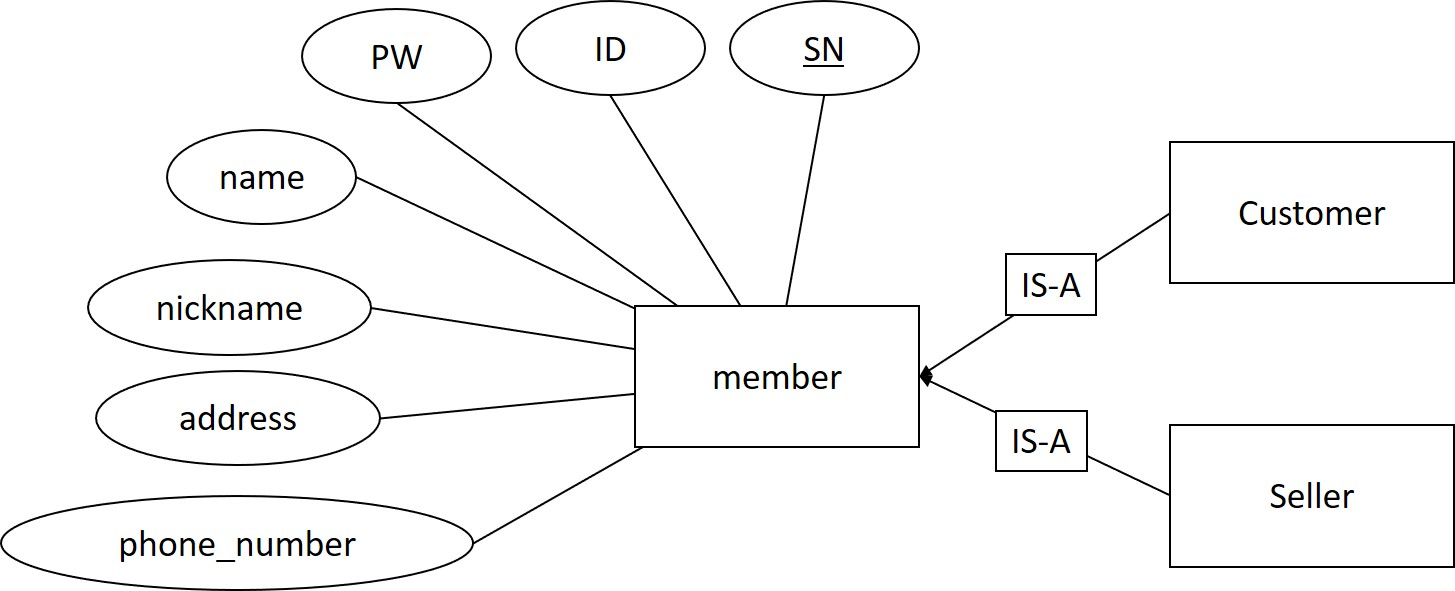 PW
ID
SN
name
nickname
address
phone_number
member
IS-A
IS-A
Customer
Seller